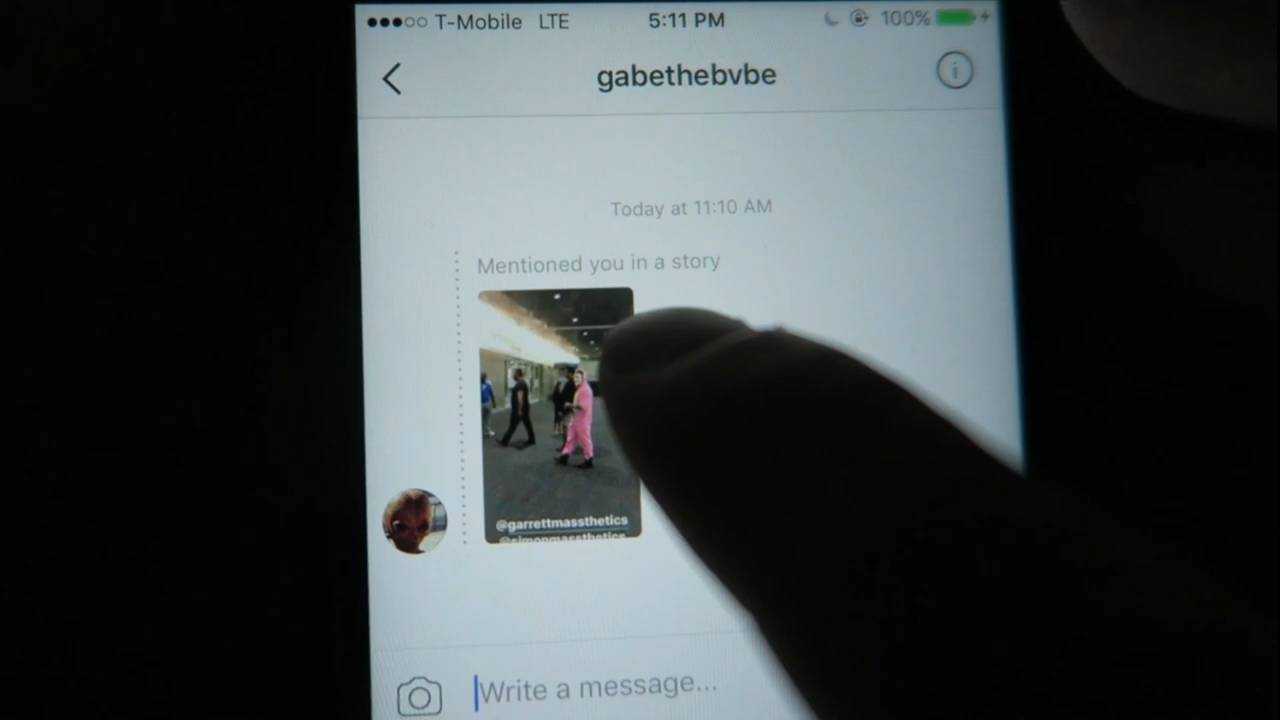 T-Mobile LTE 5:11 PM 100%
gabethebvbe
Today at 11:10 AM
Mentioned you in a story
@garrettmassthetics
@simonmassthetics
Write a message...